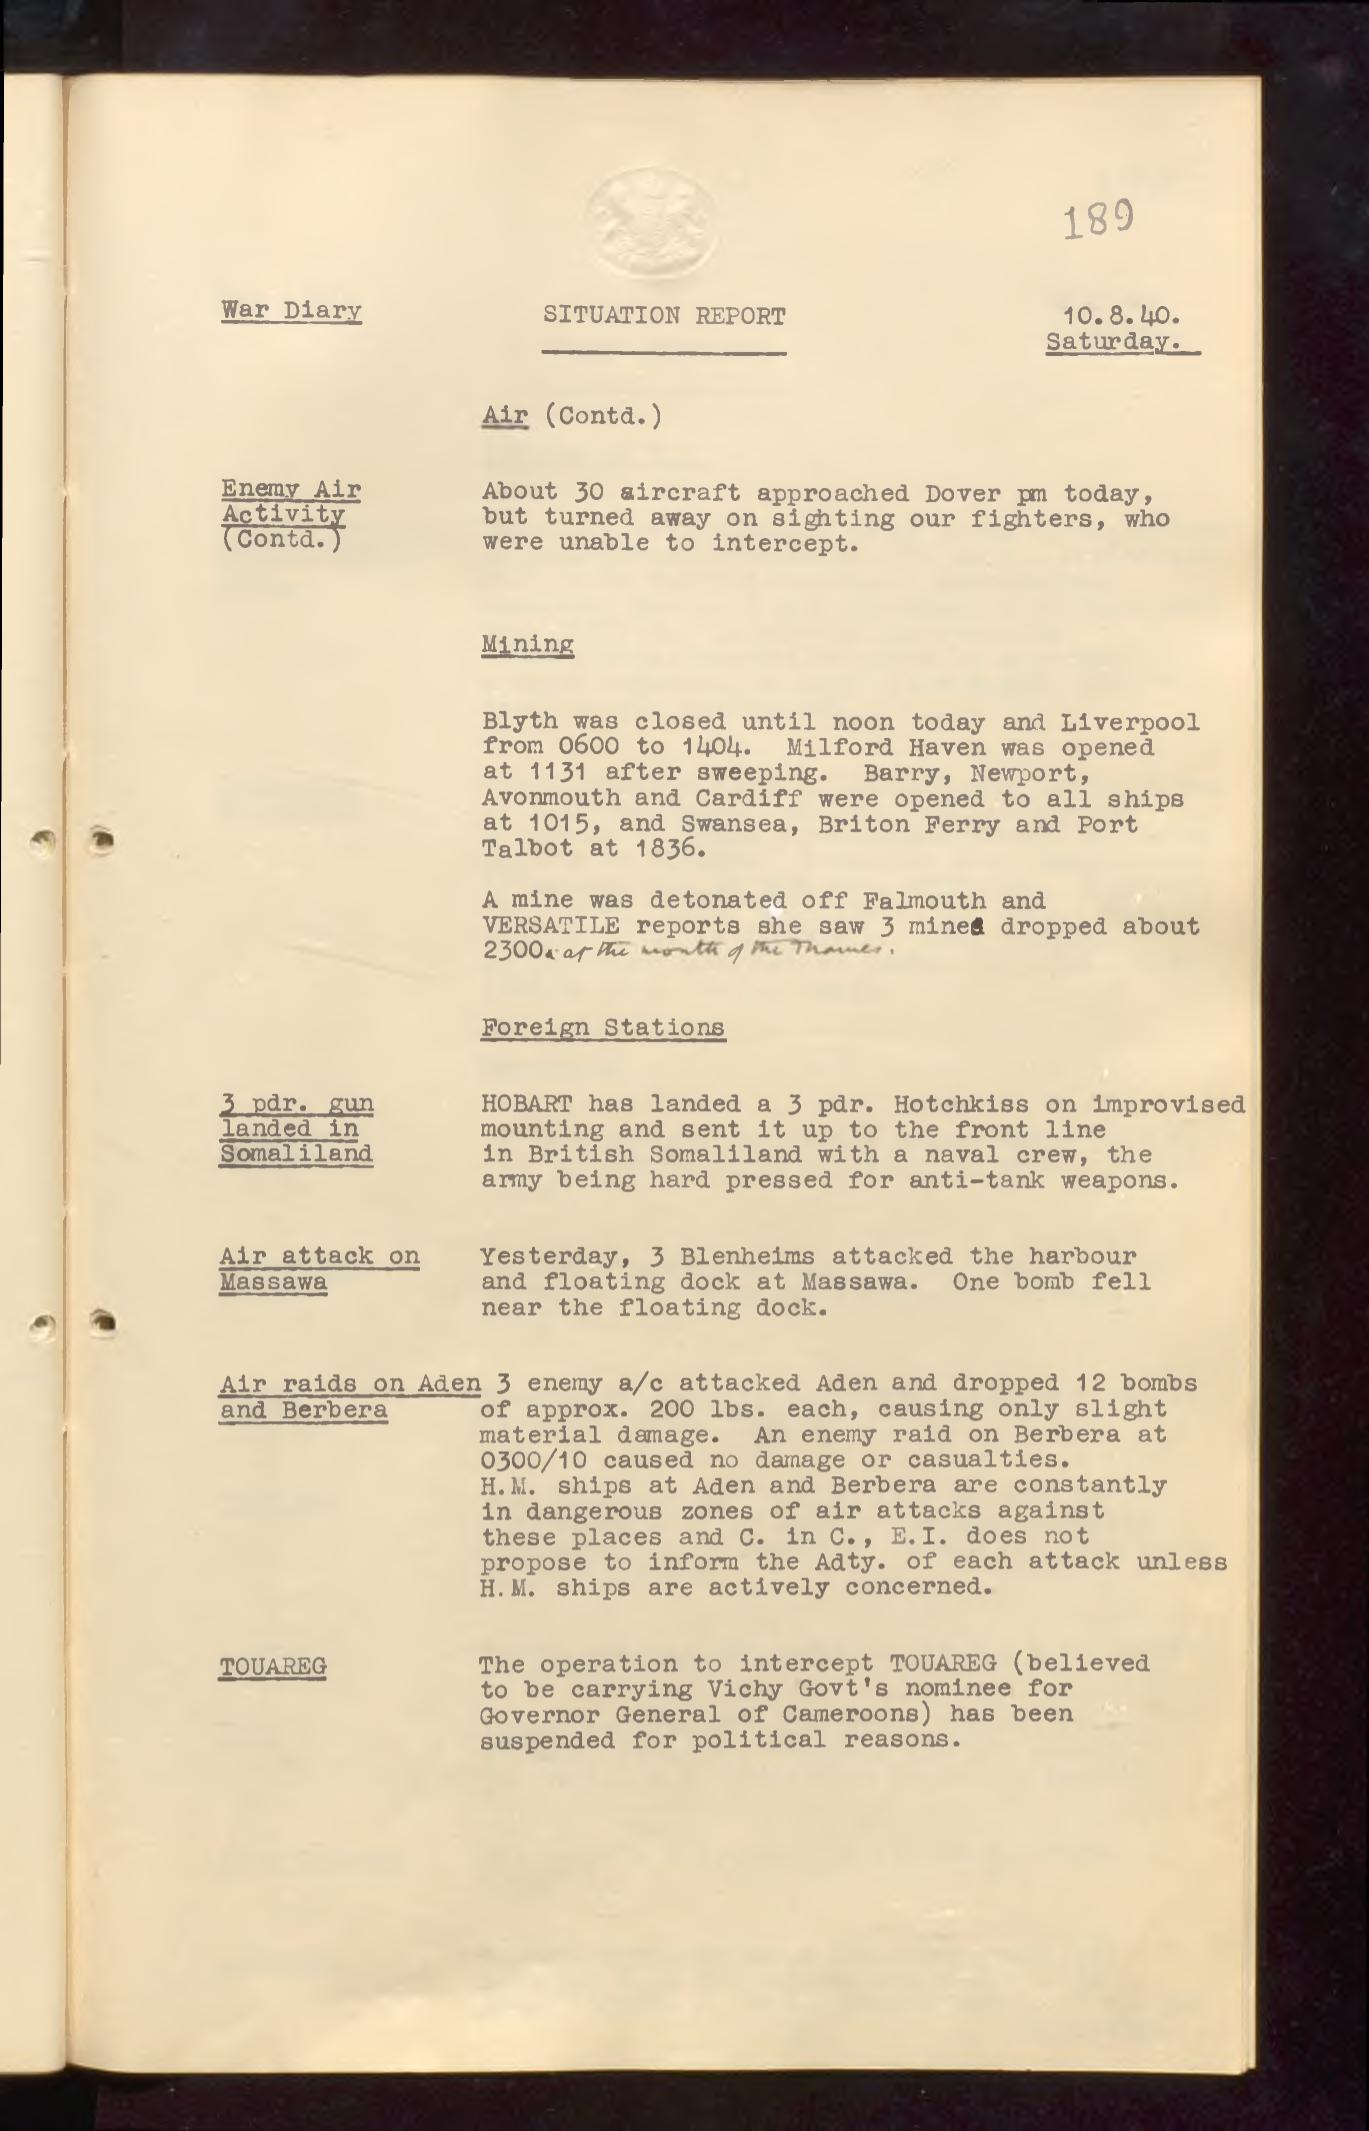 189
War Diary SITUATION REPORT 10.8.40.
Saturday.
Air (Contd.)
Enemy Air
Activity
(Contd.)
About 30 aircraft approached Dover pm today,
but turned away on sighting our fighters, who
were unable to intercept.
Mining
Blyth was closed until noon today and Liverpool
from 0600 to 1404. Milford Haven was opened
at 1131 after sweeping. Barry, Newport,
Avonmouth and Cardiff were opened to all ships
at 1015, and Swansea, Briton Ferry and Port
Talbot at 1836.
A mine was detonated off Falmouth and
VERSATILE reports she saw 3 mines dropped about
2300. at the mouth of the Thames.
Foreign Stations
3 pdr. gun
landed in
Somaliland
HOBART has landed a 3 pdr. Hotchkiss on improvised
mounting and sent it up to the front line
in British Somaliland with a naval crew, the
army being hard pressed for anti-tank weapons.
Air attack on
Massawa
Yesterday, 3 Blenheims attacked the harbour
and floating dock at Massawa. One bomb fell
near the floating dock.
Air raids on Aden
and Berbera
3 enemy a/c attacked Aden and dropped 12 bombs
of approx. 200 lbs. each, causing only slight
material damage. An enemy raid on Berbera at
0300/10 caused no damage or casualties.
H.M. ships at Aden and Berbera are constantly
in dangerous zones of air attacks against
these places and C. in C., E.I. does not
propose to inform the Adty. of each attack unless
H.M. ships are actively concerned.
TOUAREG
The operation to intercept TOUAREG (believed
to be carrying Vichy Govt's nominee for
Governor General of Cameroons) has been
suspended for political reasons.